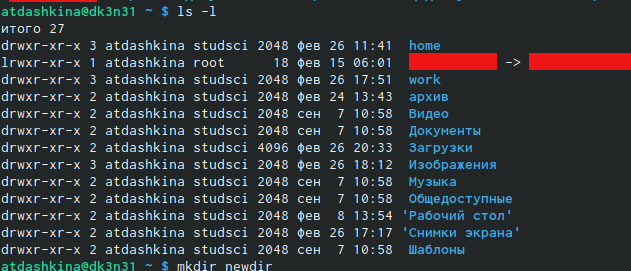 atdashkina@dk3n31 ~ $ ls -l
итого 27
drwxr-xr-x 3 atdashkina studsci 2048 фев 26 11:41 home
lrwxr-xr-x 1 atdashkina root 18 фев 15 06:01 ->
drwxr-xr-x 3 atdashkina studsci 2048 фев 26 17:51 work
drwxr-xr-x 2 atdashkina studsci 2048 фев 24 13:43 архив
drwxr-xr-x 2 atdashkina studsci 2048 сен 7 10:58 Видео
drwxr-xr-x 2 atdashkina studsci 2048 сен 7 10:58 Документы
drwxr-xr-x 2 atdashkina studsci 4096 фев 26 20:33 Загрузки
drwxr-xr-x 3 atdashkina studsci 2048 фев 26 18:12 Изображения
drwxr-xr-x 2 atdashkina studsci 2048 сен 7 10:58 Музыка
drwxr-xr-x 2 atdashkina studsci 2048 сен 7 10:58 Общедоступные
drwxr-xr-x 2 atdashkina studsci 2048 фев 8 13:54 'Рабочий стол'
drwxr-xr-x 2 atdashkina studsci 2048 фев 26 17:17 'Снимки экрана'
drwxr-xr-x 2 atdashkina studsci 2048 сен 7 10:58 Шаблоны
atdashkina@dk3n31 ~ $ mkdir newdir